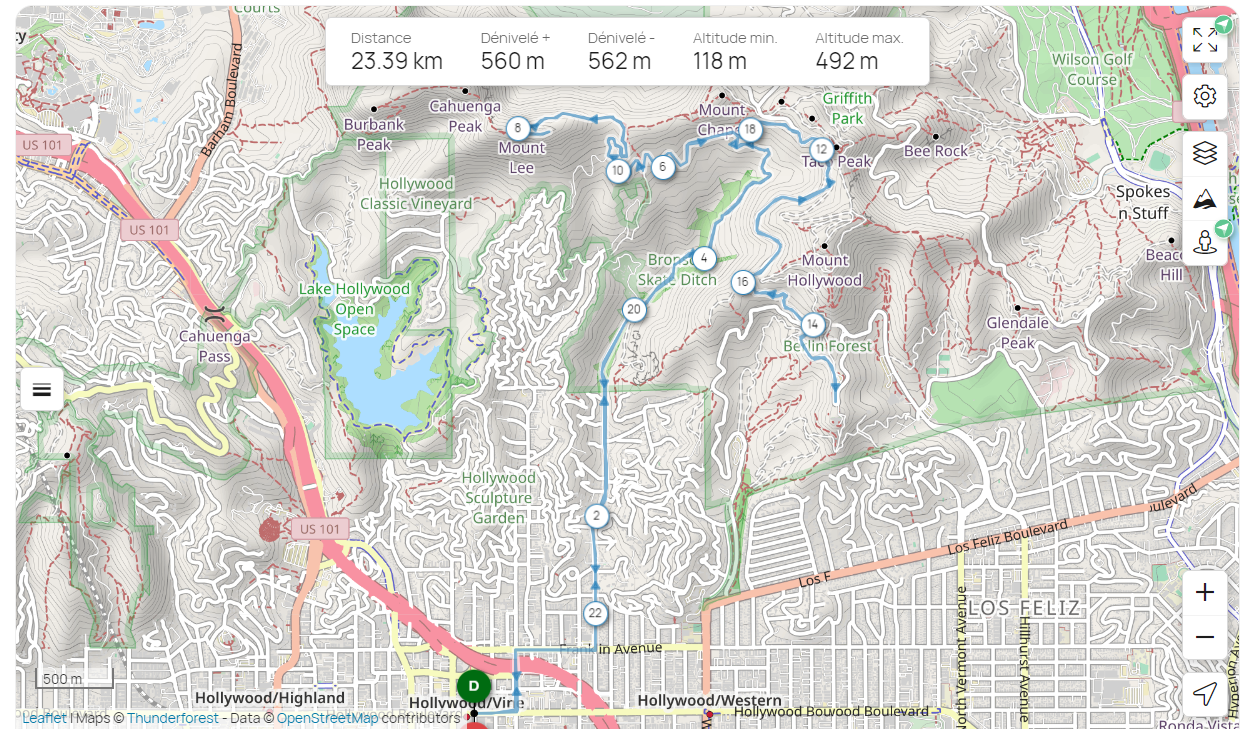 Courts
Distance
23.39 km
Dénivelé +
560 m
Dénivelé -
562 m
Altitude min.
118 m
Altitude max.
492 m
Wilson Golf
Course
Barham Boulevard
Cahuenga
Peak
Burbank
Peak
Mount
Griffith
Park
US 101
8
Mount
Lee
18
12
Bee Rock
10
6
Hollywood
Classic Vineyard
Spokes
n Stuff
US 101
4
Skate Ditch
Mount
Hollywood
Hill
16
Lake Hollywood
Open
Space
20
14
Berlin Forest
Glendale
Peak
Cahuenga
Pass
Hollywood
Sculpture
Garden
2
US 101
Los Feliz Boulevard
Los F
LOS FELIZ
22
Franklin Avenue
North Vermont Avenue
Hillhurst Avenue
500 m
D
Hollywood/Highland
Hollywood/Vine
Hollywood/Western
Hollywood Boulevard
Leaflet | Maps © Thunderforest - Data © OpenStreetMap contributors
Ronda Vista